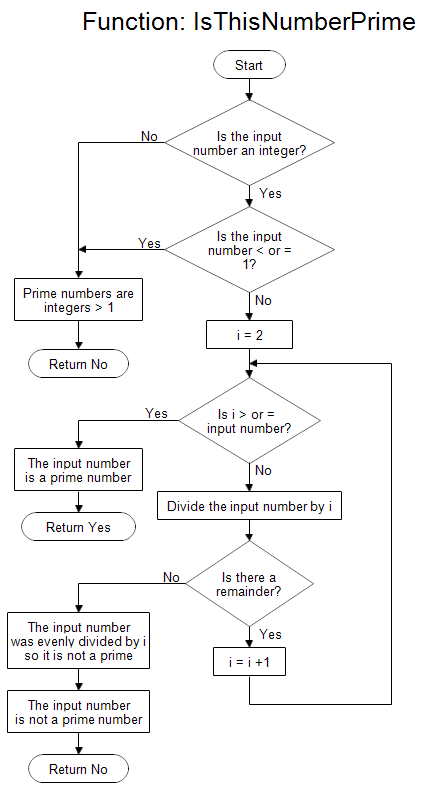 Function: IsThisNumberPrime
Start
Is the input
number an integer?
No
Yes
Is the input
number < or =
1?
Yes
No
Prime numbers are
integers > 1
Return No
i = 2
Is i > or =
input number?
Yes
No
The input number
is a prime number
Return Yes
Divide the input number by i
Is there a
remainder?
No
Yes
The input number
was evenly divided by i
so it is not a prime
i = i +1
The input number
is not a prime number
Return No